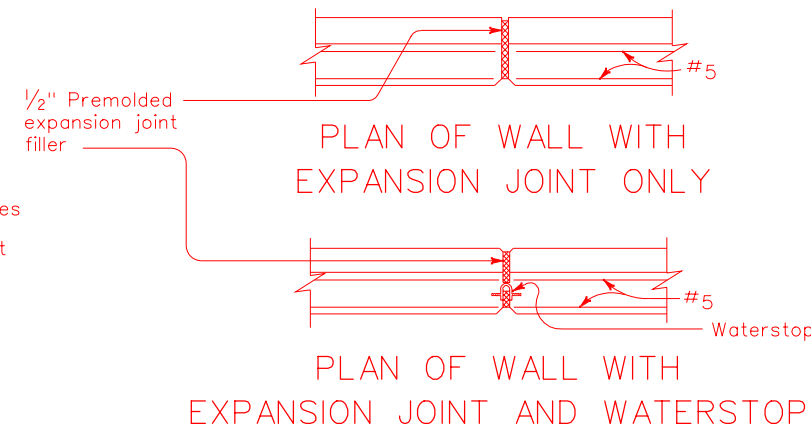 #5
1/2" Premolded
expansion joint
filler
PLAN OF WALL WITH
EXPANSION JOINT ONLY
es
t
#5
Waterstop
PLAN OF WALL WITH
EXPANSION JOINT AND WATERSTOP